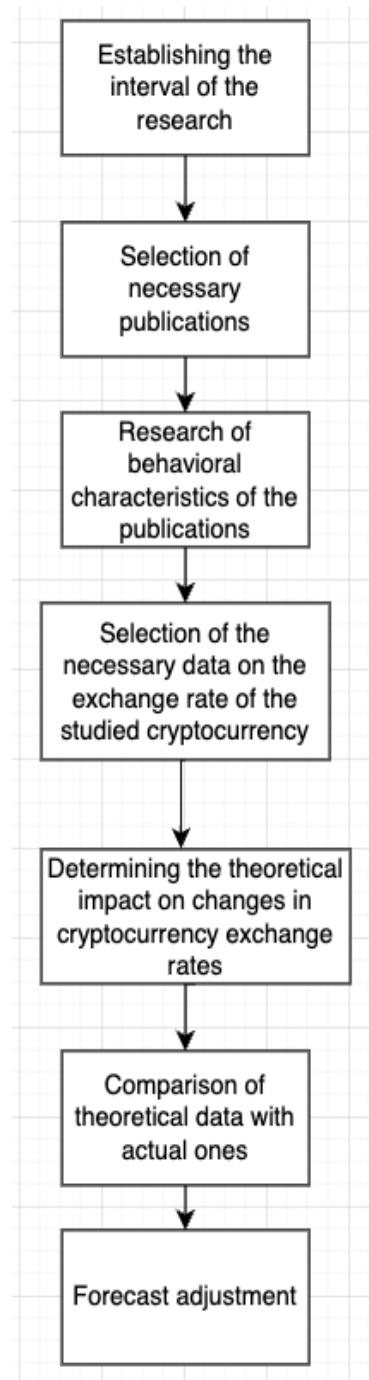 Establishing the
interval of the
research
Selection of
necessary
publications
Research of
behavioral
characteristics of the
publications
Selection of the
necessary data on the
exchange rate of the
studied cryptocurrency
Determining the theoretical
impact on changes in
cryptocurrency exchange
rates
Comparison of
theoretical data with
actual ones
Forecast adjustment